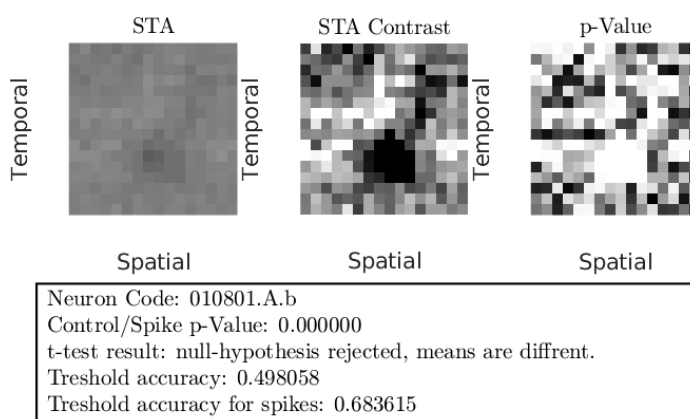 STA
STA Contrast
p-Value
Temporal
Temporal
Temporal
Spatial
Spatial
Spatial
Neuron Code: 010801.A.b
Control/Spike p-Value: 0.000000
t-test result: null-hypothesis rejected, means are diffrent.
Treshold accuracy: 0.498058
Treshold accuracy for spikes: 0.683615